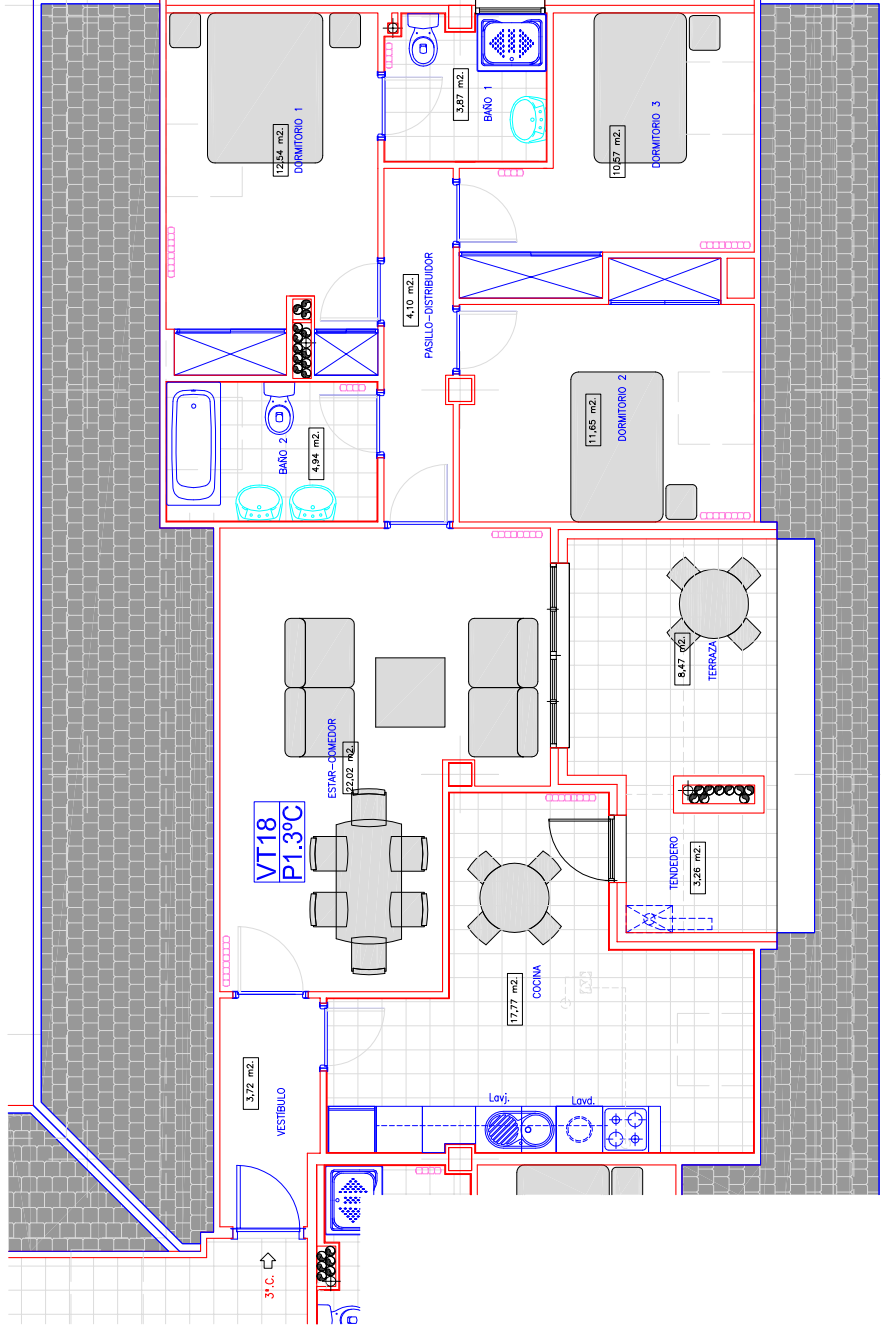 12,54 m2.
DORMITORIO 1
3,87 m2.
BAÑO 1
10,57 m2.
DORMITORIO 3
4,10 m2.
PASILLO-DISTRIBUIDOR
BAÑO 2
4,94 m2.
11,65 m2.
DORMITORIO 2
8,47 m2.
TERRAZA
ESTAR-COMEDOR
22,02 m2.
VT18
P1.3ºC
TENDEDERO
3,26 m2.
17,77 m2.
COCINA
3,72 m2.
VESTÍBULO
Lavj.
Lavd.
3º.C.